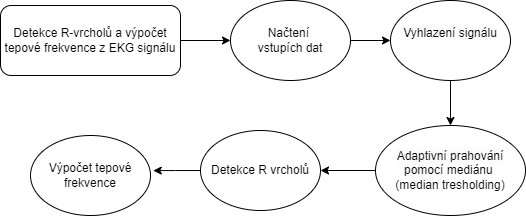 Detekce R-vrcholů a výpočet
tepové frekvence z EKG signálu
Načtení
vstupích dat
Vyhlazení signálu
Adaptivní prahování
pomocí mediánu
(median tresholding)
Detekce R vrcholů
Výpočet tepové
frekvence